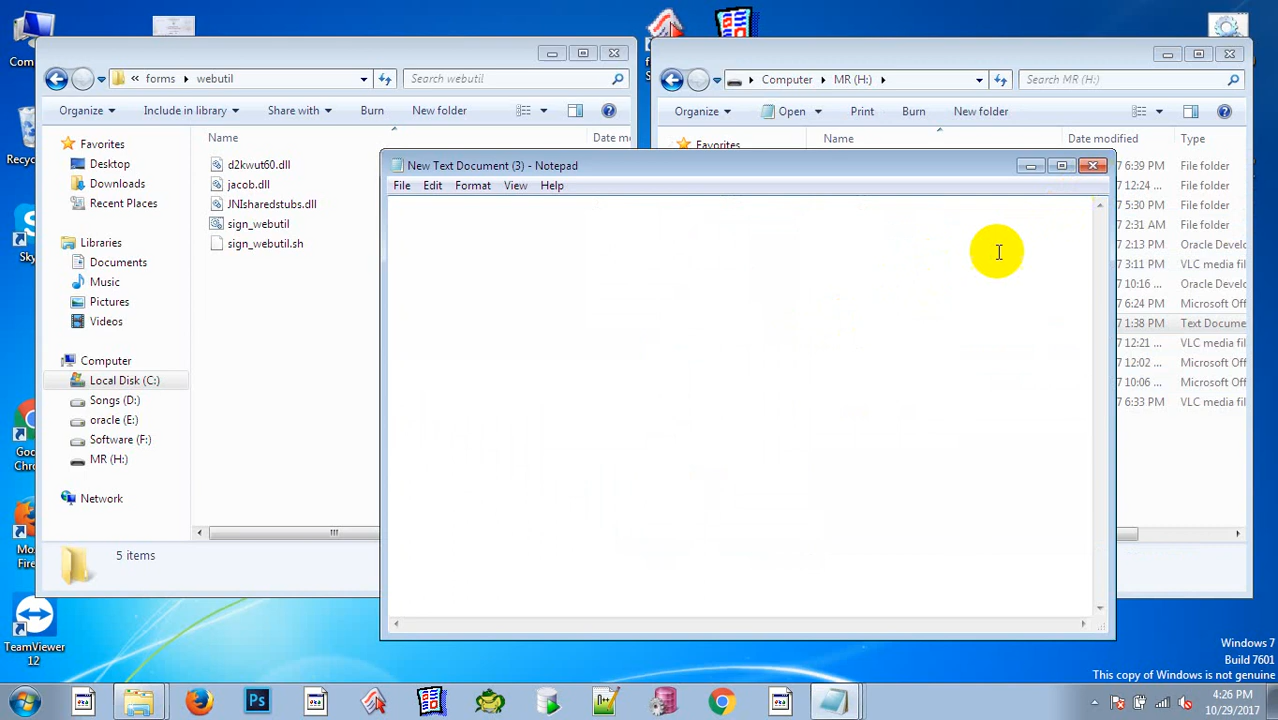 Com
Recyc
Sky
Goo
Chro
Moz
Firef
TeamViewer
12
forms
webutil
Search webutil
Organize
Include in library
Share with
Burn
New folder
Name
Date mo
Favorites
Desktop
Downloads
Recent Places
Libraries
Documents
Music
Pictures
Videos
Computer
Local Disk (C:)
Songs (D:)
oracle (E:)
Software (F:)
MR (H:)
Network
d2kwut60.dll
jacob.dll
JNIsharedstubs.dll
sign_webutil
sign_webutil.sh
5 items
Computer
MR (H:)
Search MR (H:)
Organize
Open
Print
Burn
New folder
Favorites
Name
Date modified
Type
7 6:39 PM File folder
7 12:24 ... File folder
7 5:30 PM File folder
7 2:31 AM File folder
7 2:13 PM Oracle Develo
7 3:11 PM VLC media fil
7 10:16 ... Oracle Develo
7 6:24 PM Microsoft Off
7 1:38 PM Text Docume
7 12:21 ... VLC media fil
7 12:02 ... Microsoft Off
7 10:06 ... Microsoft Off
7 6:33 PM VLC media fil
New Text Document (3) - Notepad
File Edit Format View Help
Windows 7
Build 7601
This copy of Windows is not genuine
Ps
4:26 PM
10/29/2017